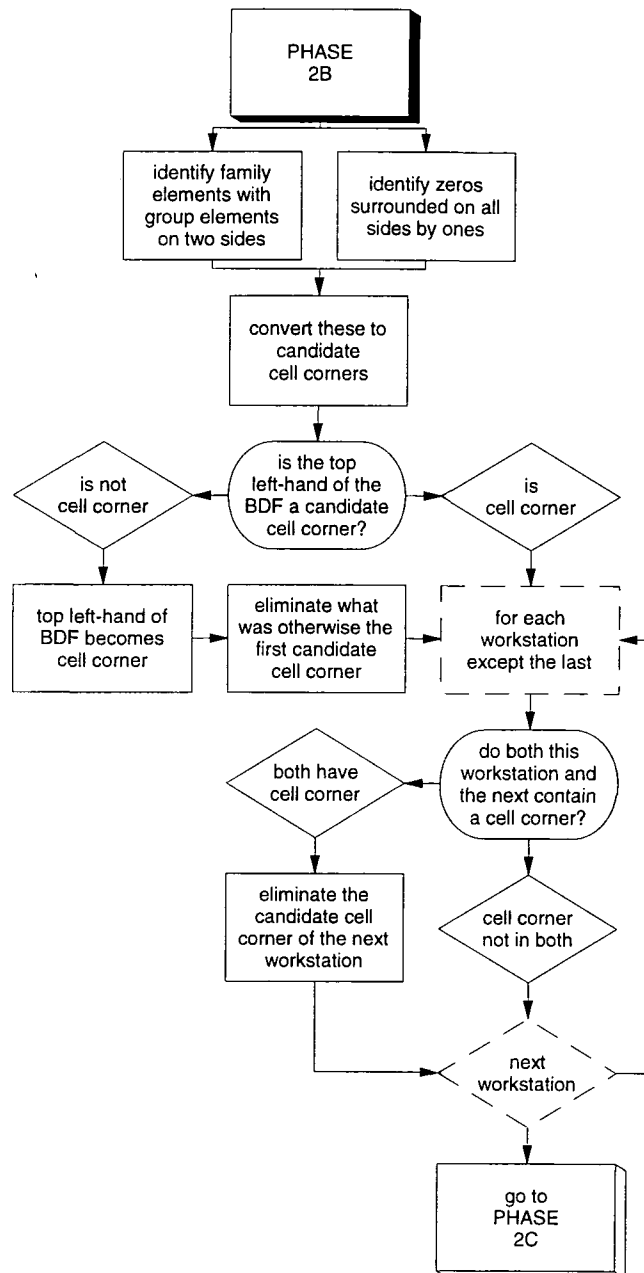 PHASE
2B
identify family
elements with
group elements
on two sides
identify zeros
surrounded on all
sides by ones
convert these to
candidate
cell corners
is not
cell corner
is the top
left-hand of the
BDF a candidate
cell corner?
is
cell corner
top left-hand of
BDF becomes
cell corner
eliminate what
was otherwise the
first candidate
cell corner
for each
workstation
except the last
both have
cell corner
do both this
workstation and
the next contain
a cell corner?
eliminate the
candidate cell
corner of the next
workstation
cell corner
not in both
next
workstation
go to
PHASE
2C